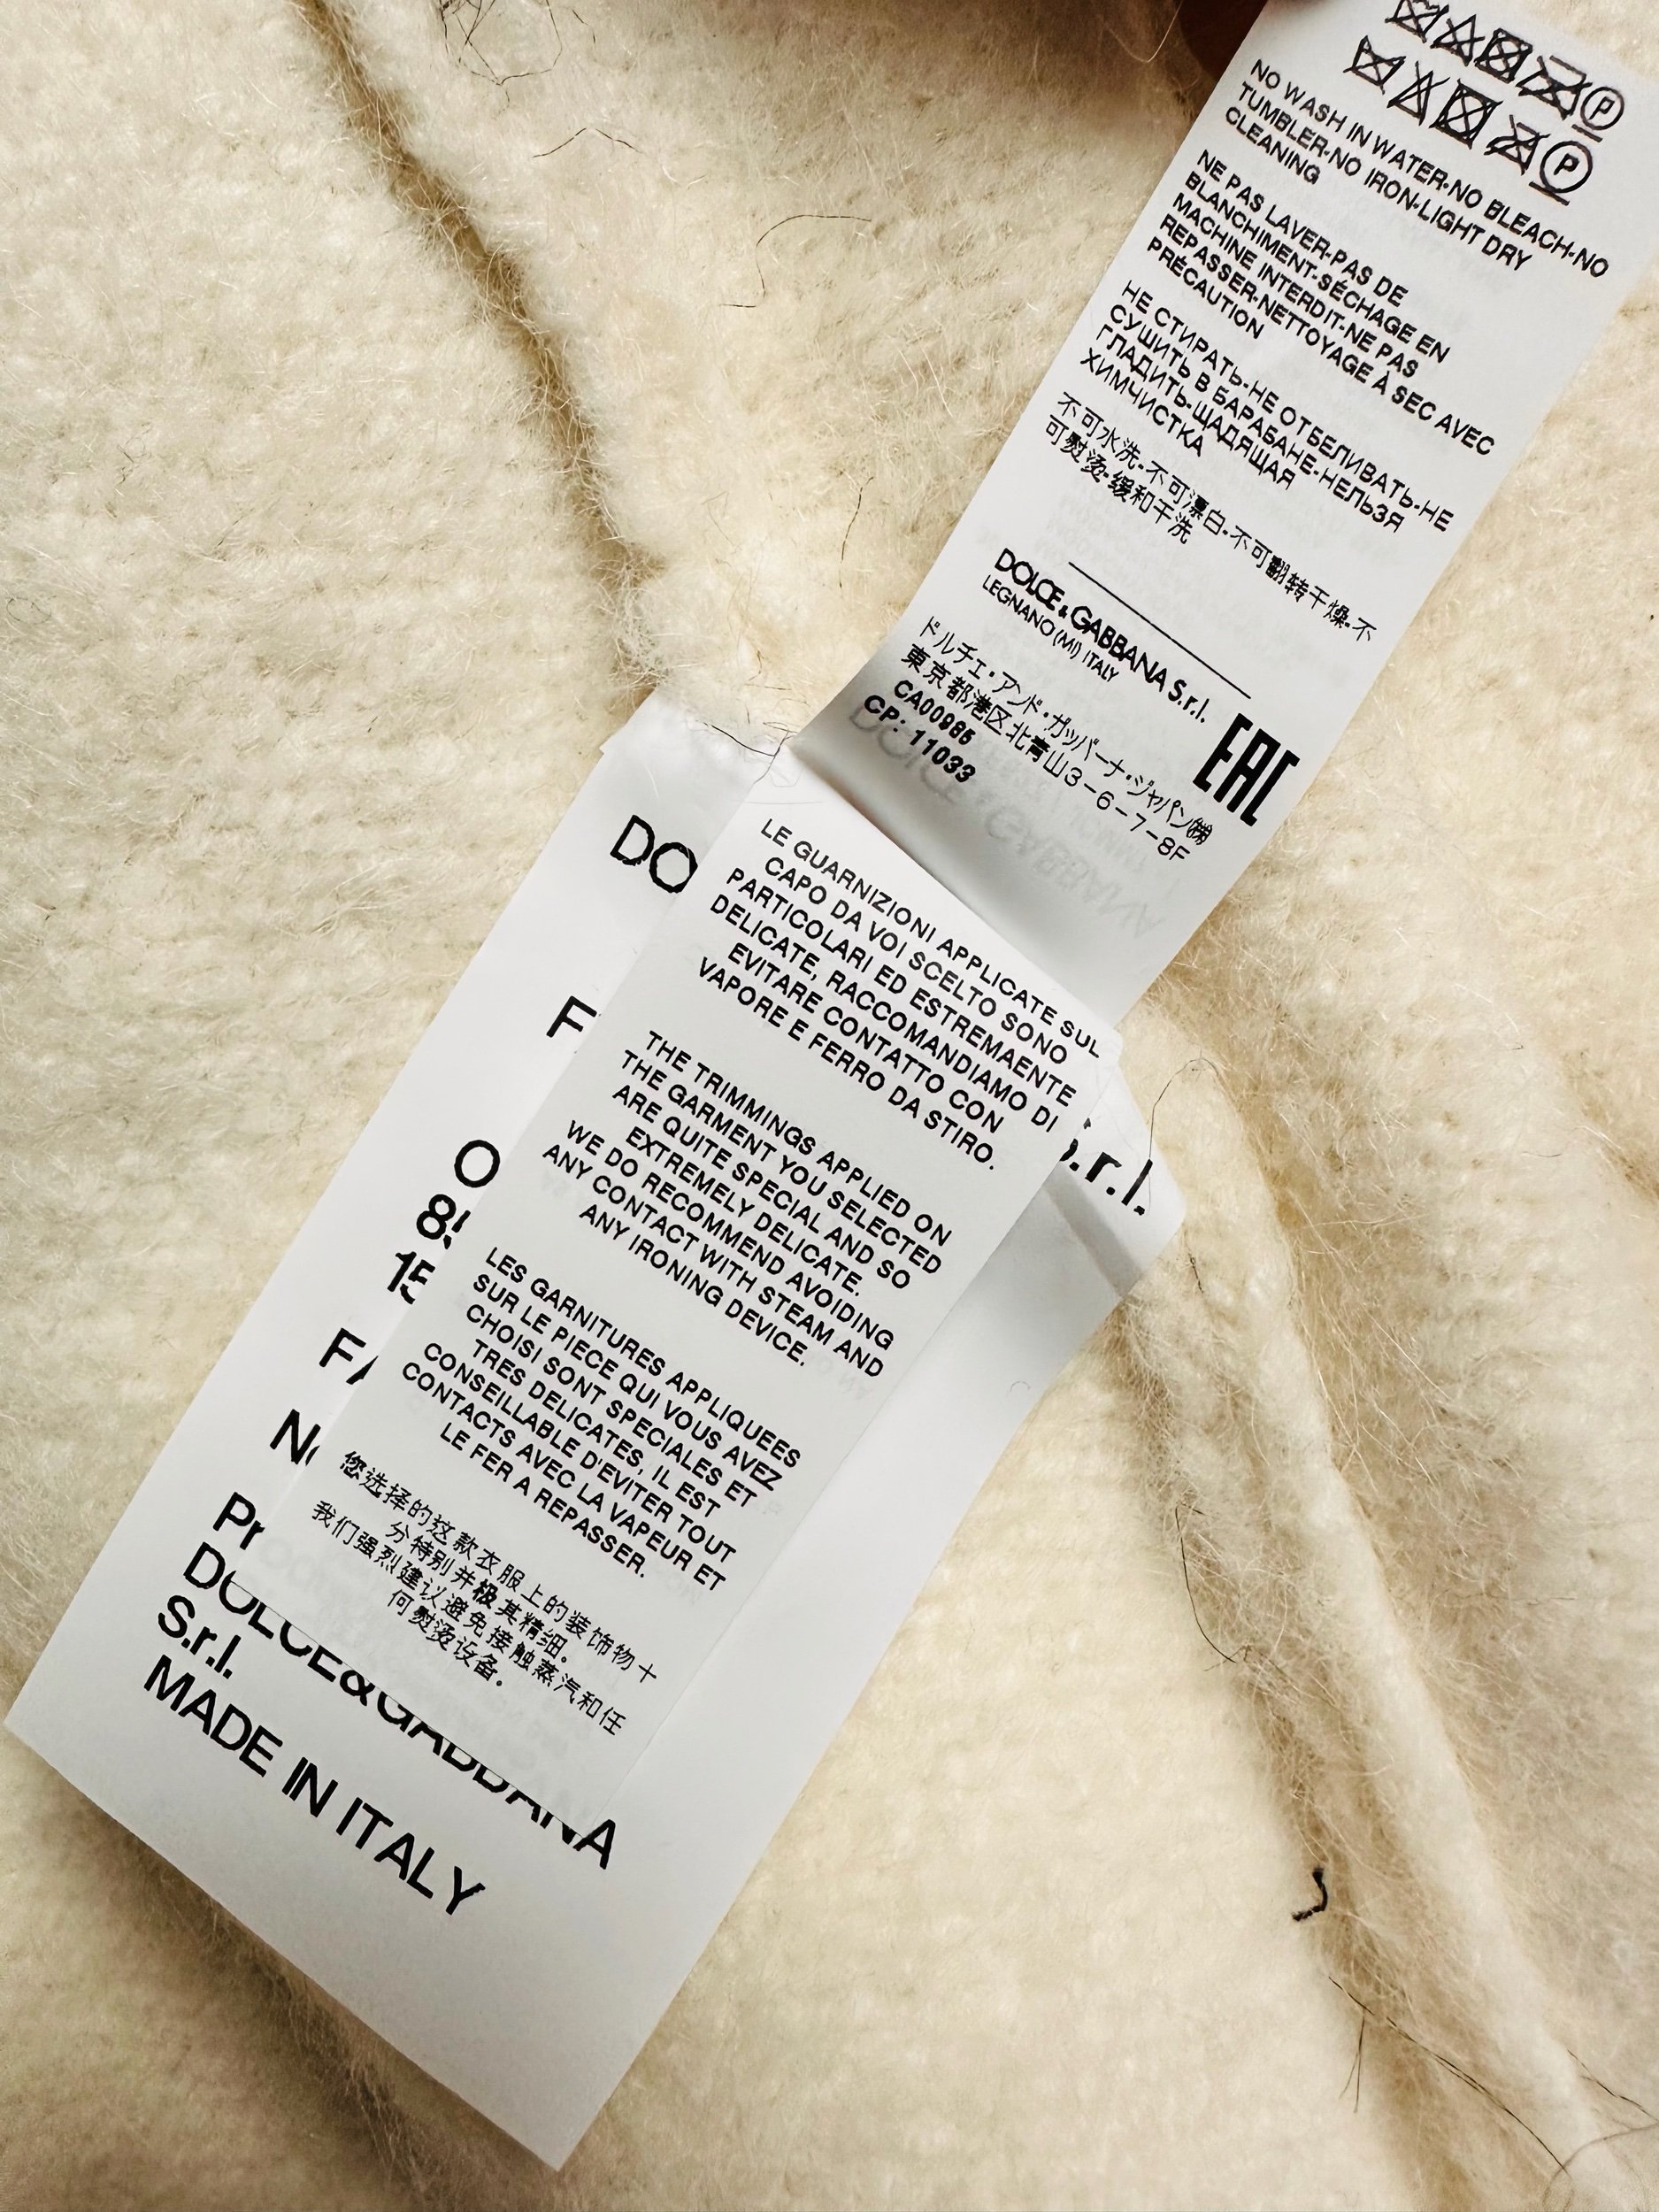 NO WASH IN WATER-NO BLEACH-NO
TUMBLER-NO IRON-LIGHT DRY
CLEANING
NE PAS LAVER-PAS DE
BLANCHIMENT-SÉCHAGE EN
MACHINE INTERDIT-NE PAS
REPASSER-NETTOYAGE À SEC AVEC
PRÉCAUTION
НЕ СТИРАТЬ-НЕ ОТБЕЛИВАТЬ-НЕ
СУШИТЬ В БАРАБАНЕ-НЕЛЬЗЯ
ГЛАДИТЬ-ЩАДЯЩАЯ
ХИМЧИСТКА
不可水洗-不可漂白-不可翻转干燥-不
可熨烫-缓和干洗
DOLCE&GABBANA S.r.l.
LEGNANO (MI) ITALY
ドルチェ・アンド・ガッバーナ・ジャパン㈱
東京都港区北青山3-6-7-8F
CA00985
CP: 11033
EAC
LE GUARNIZIONI APPLICATE SUL
CAPO DA VOI SCELTO SONO
PARTICOLARI ED ESTREMAENTE
DELICATE, RACCOMANDIAMO DI
EVITARE CONTATTO CON
VAPORE E FERRO DA STIRO.
THE TRIMMINGS APPLIED ON
THE GARMENT YOU SELECTED
ARE QUITE SPECIAL AND SO
EXTREMELY DELICATE.
WE DO RECOMMEND AVOIDING
ANY CONTACT WITH STEAM AND
ANY IRONING DEVICE.
LES GARNITURES APPLIQUEES
SUR LE PIECE QUI VOUS AVEZ
CHOISI SONT SPECIALES ET
TRES DELICATES, IL EST
CONSEILLABLE D'EVITER TOUT
CONTACTS AVEC LA VAPEUR ET
LE FER A REPASSER.
您选择的这款衣服上的装饰物十
分特别并极其精细。
我们强烈建议避免接触蒸汽和任
何熨烫设备。
DO
S.r.l.
F
O
15
DOLCE&GABBANA
S.r.l.
MADE IN ITALY